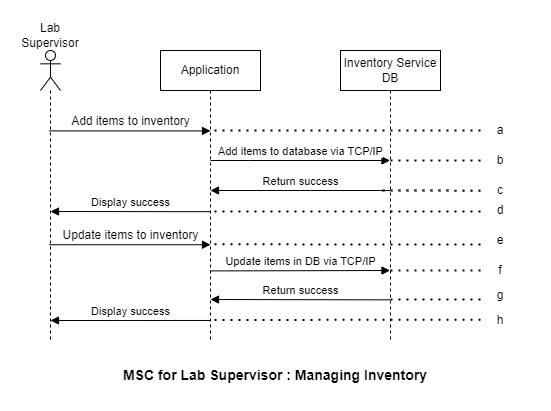 Lab
Supervisor
Application
Inventory Service
DB
Add items to inventory
a
Add items to database via TCP/IP
b
Return success
c
Display success
d
Update items to inventory
e
Update items in DB via TCP/IP
f
Return success
g
Display success
h
MSC for Lab Supervisor : Managing Inventory